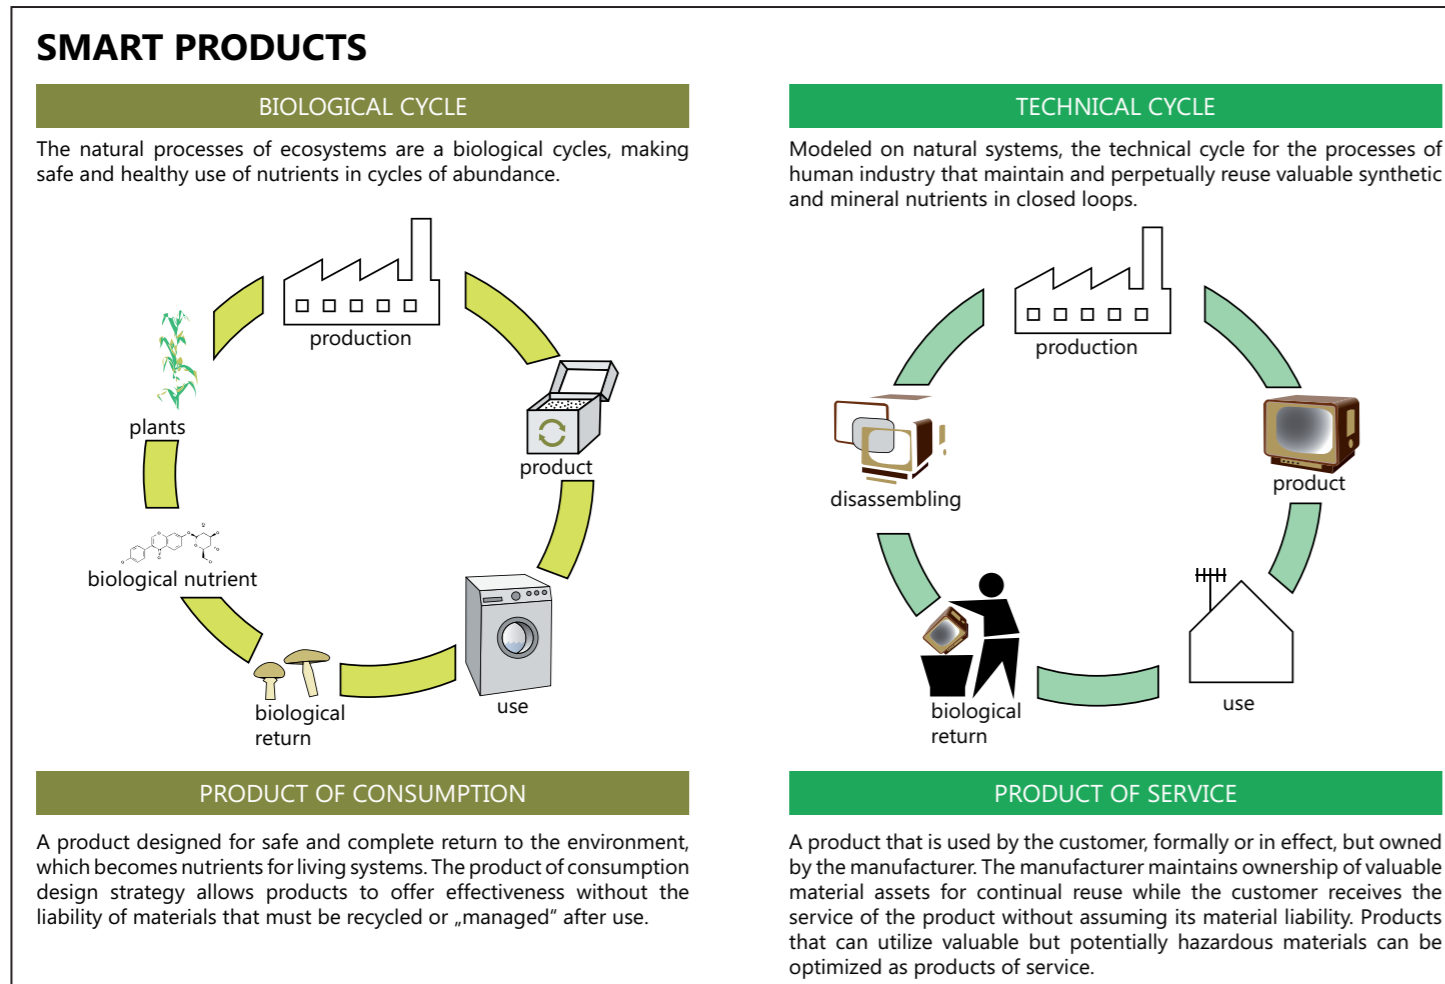 SMART PRODUCTS
BIOLOGICAL CYCLE
The natural processes of ecosystems are a biological cycles, making
safe and healthy use of nutrients in cycles of abundance.
production
plants
product
biological nutrient
use
biological
return
PRODUCT OF CONSUMPTION
A product designed for safe and complete return to the environment,
which becomes nutrients for living systems. The product of consumption
design strategy allows products to offer effectiveness without the
liability of materials that must be recycled or „managed“ after use.
TECHNICAL CYCLE
Modeled on natural systems, the technical cycle for the processes of
human industry that maintain and perpetually reuse valuable synthetic
and mineral nutrients in closed loops.
production
product
disassembling
use
biological
return
PRODUCT OF SERVICE
A product that is used by the customer, formally or in effect, but owned
by the manufacturer. The manufacturer maintains ownership of valuable
material assets for continual reuse while the customer receives the
service of the product without assuming its material liability. Products
that can utilize valuable but potentially hazardous materials can be
optimized as products of service.